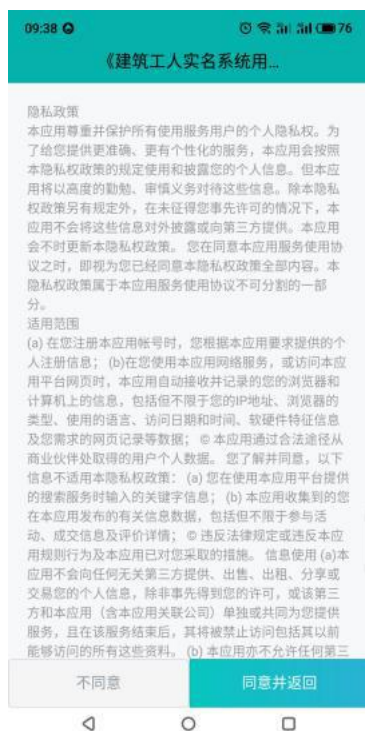 09:38
76
《建筑工人实名系统用...
隐私政策
本应用尊重并保护所有使用服务用户的个人隐私权。为
了给您提供更准确、更有个性化的服务，本应用会按照
本隐私权政策的规定使用和披露您的个人信息。但本应
用将以高度的勤勉、审慎义务对待这些信息。除本隐私
权政策另有规定外，在未征得您事先许可的情况下，本
应用不会将这些信息对外披露或向第三方提供。本应用
会不时更新本隐私权政策。 您在同意本应用服务使用协
议之时，即视为您已经同意本隐私权政策全部内容。本
隐私权政策属于本应用服务使用协议不可分割的一部
分。
适用范围
(a) 在您注册本应用帐号时，您根据本应用要求提供的个
人注册信息； (b)在您使用本应用网络服务，或访问本应
用平台网页时，本应用自动接收并记录的您的浏览器和
计算机上的信息，包括但不限于您的IP地址、浏览器的
类型、使用的语言、访问日期和时间、软硬件特征信息
及您需求的网页记录等数据； © 本应用通过合法途径从
商业伙伴处取得的用户个人数据。 您了解并同意，以下
信息不适用本隐私权政策： (a) 您在使用本应用平台提供
的搜索服务时输入的关键字信息； (b) 本应用收集到的您
在本应用发布的有关信息数据，包括但不限于参与活
动、成交信息及评价详情； © 违反法律规定或违反本应
用规则行为及本应用已对您采取的措施。 信息使用 (a)本
应用不会向任何无关第三方提供、出售、出租、分享或
交易您的个人信息，除非事先得到您的许可，或该第三
方和本应用（含本应用关联公司）单独或共同为您提供
服务，且在该服务结束后，其将被禁止访问包括其以前
能够访问的所有这些资料。 (b) 本应用亦不允许任何第三
不同意
同意并返回